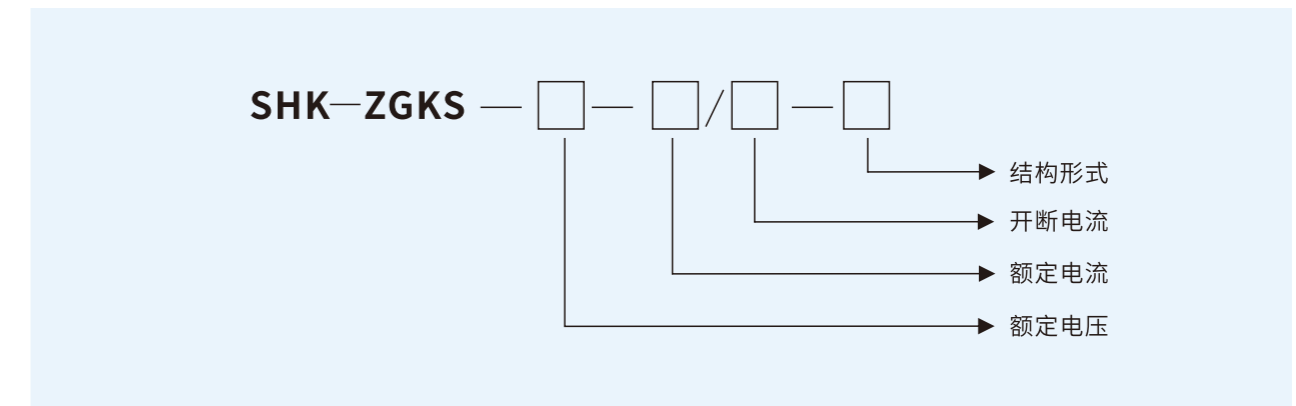 SHK—ZGKS — □ — □/□ — □
结构形式
开断电流
额定电流
额定电压